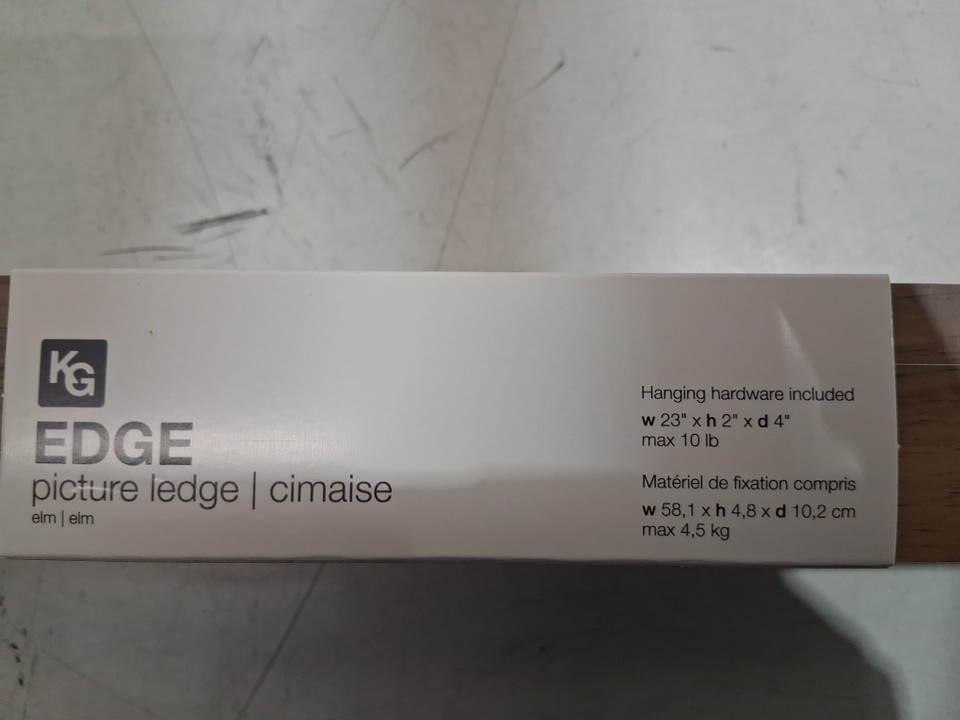 KG
EDGE
picture ledge | cimaise
elm | elm
Hanging hardware included
w 23" x h 2" x d 4"
max 10 lb
Matériel de fixation compris
w 58,1 x h 4,8 x d 10,2 cm
max 4,5 kg